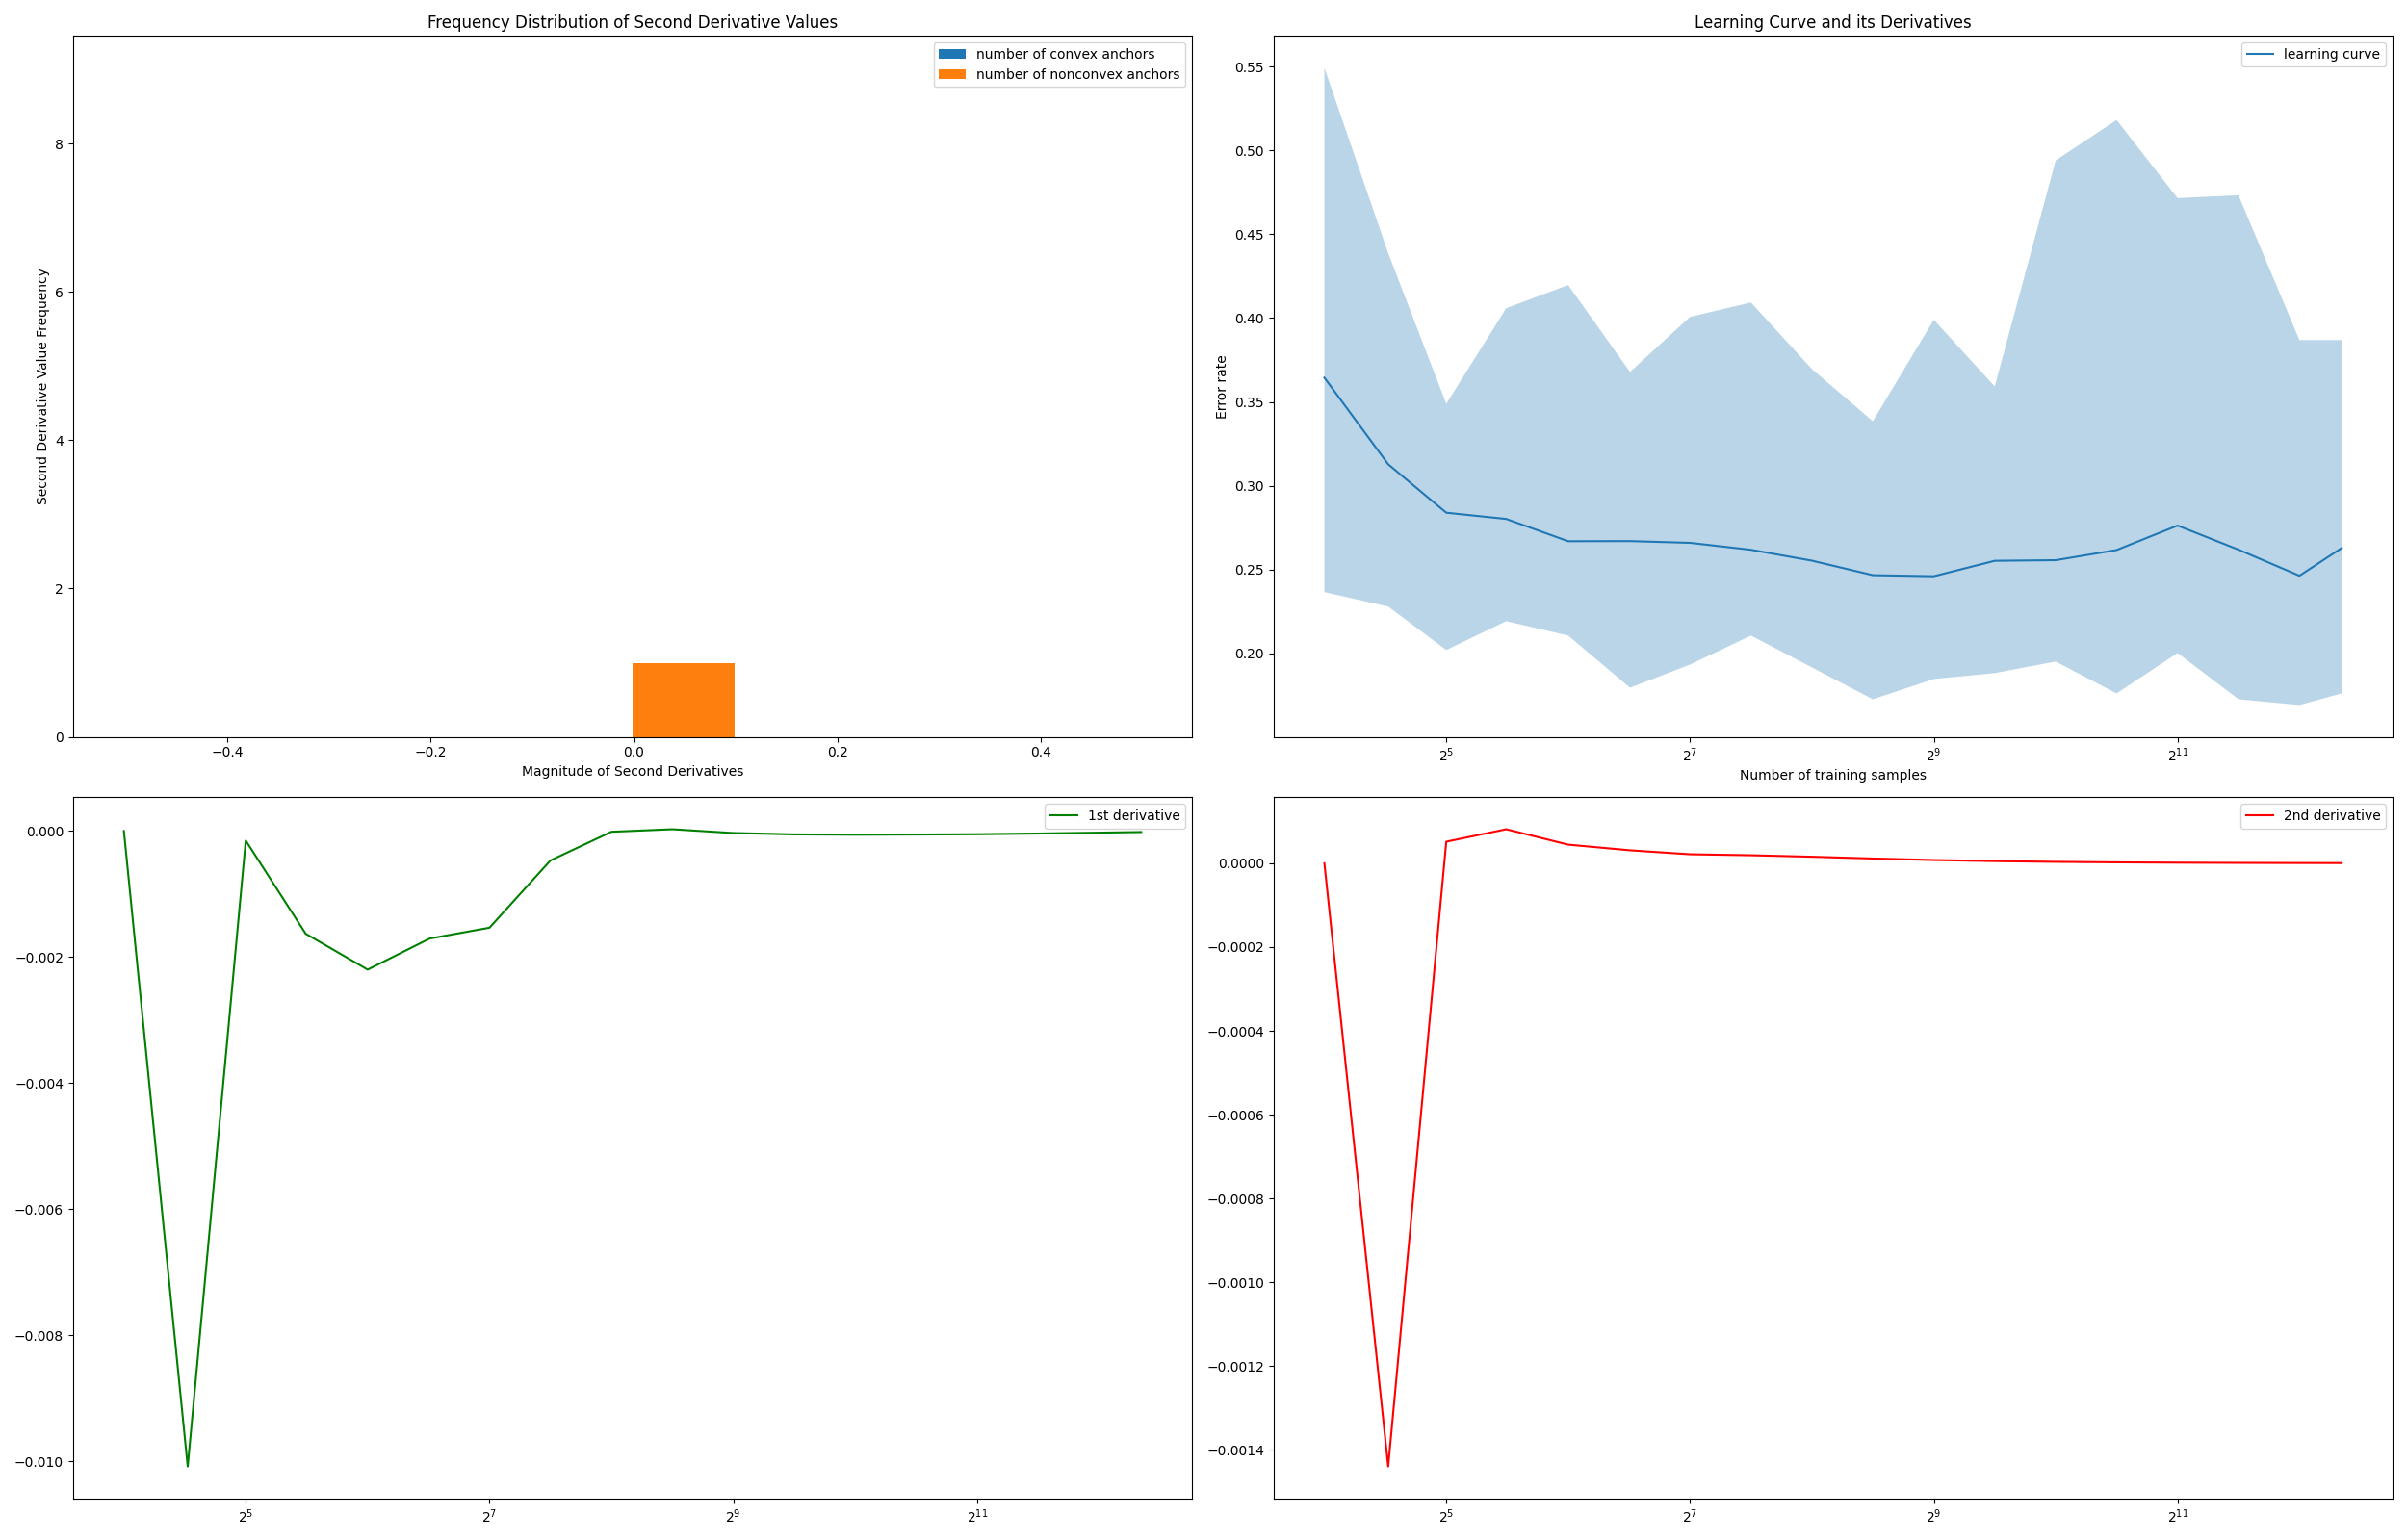 Frequency Distribution of Second Derivative Values
number of convex anchors
number of nonconvex anchors
Second Derivative Value Frequency
8
6
4
2
0
−0.4 −0.2 0.0 0.2 0.4
Magnitude of Second Derivatives
Learning Curve and its Derivatives
learning curve
Error rate
0.55
0.50
0.45
0.40
0.35
0.30
0.25
0.20
2⁵ 2⁷ 2⁹ 2¹¹
Number of training samples
1st derivative
0.000
−0.002
−0.004
−0.006
−0.008
−0.010
2⁵ 2⁷ 2⁹ 2¹¹
2nd derivative
0.0000
−0.0002
−0.0004
−0.0006
−0.0008
−0.0010
−0.0012
−0.0014
2⁵ 2⁷ 2⁹ 2¹¹